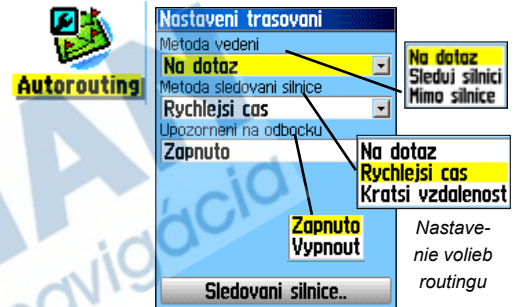 Autorouting
Nastaveni trasovani
Metoda vedeni
Na dotaz
Metoda sledovani silnice
Rychlejsi cas
Upozorneni na odbocku
Zapnuto
Sledovani silnice..
Na dotaz
Sleduj silnici
Mimo silnice
Na dotaz
Rychlejsi cas
Kratsi vzdalenost
Zapnuto
Vypnout
Nastave-
nie volieb
routingu
navigácia